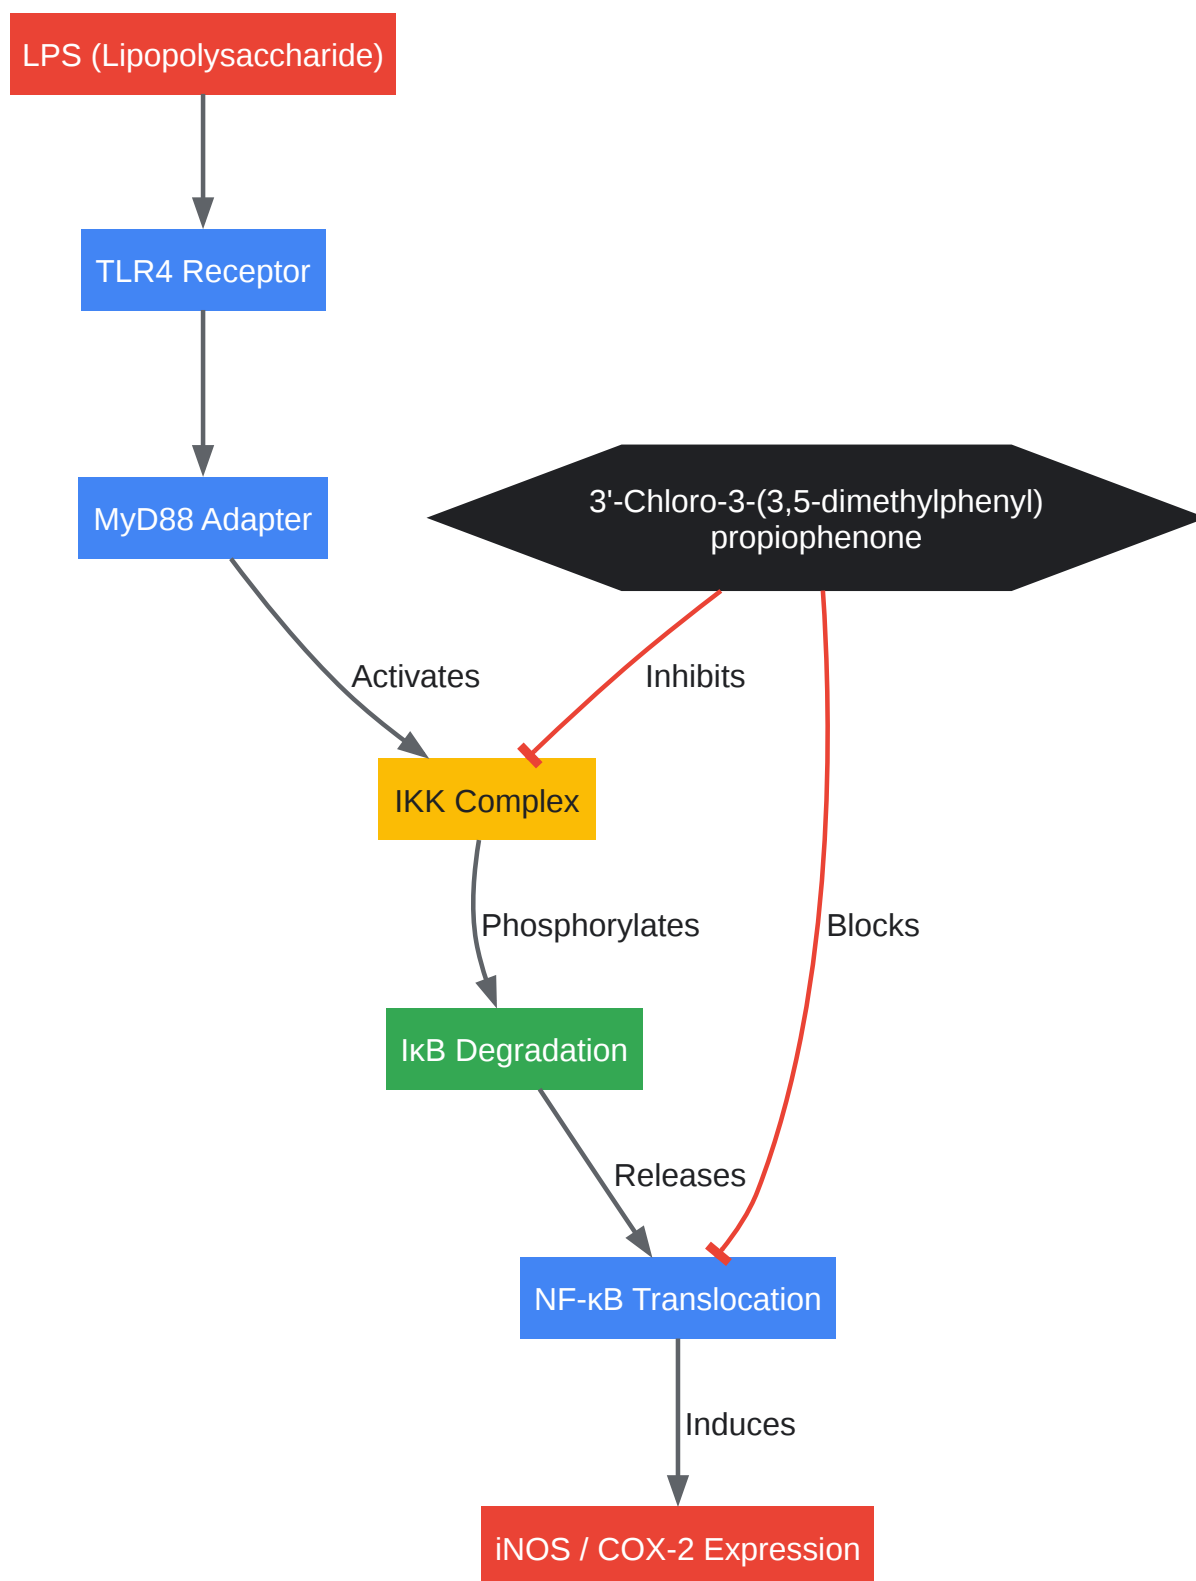 LPS (Lipopolysaccharide)
TLR4 Receptor
MyD88 Adapter
3'-Chloro-3-(3,5-dimethylphenyl)
propiophenone
Activates
Inhibits
IKK Complex
Phosphorylates
Blocks
IκB Degradation
Releases
NF-κB Translocation
Induces
iNOS / COX-2 Expression